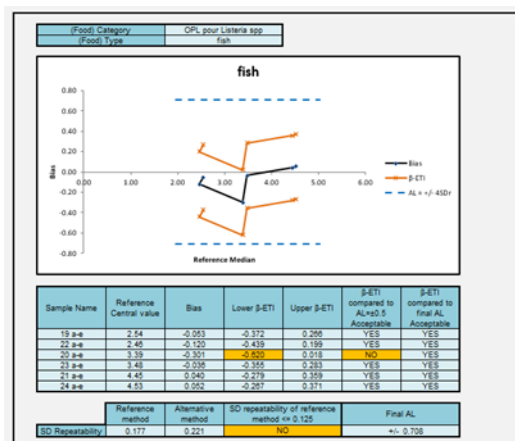 (Food) Category OPL pour Listeria spp
(Food) Type fish
fish
0.80
0.60
0.40
0.20
0.00
-0.20
-0.40
-0.60
-0.80
0.00 1.00 2.00 3.00 4.00 5.00 6.00
Bias
Reference Median
Bias
β-ETI
AL = +/- 4SDr
Sample Name Reference Central value Bias Lower β-ETI Upper β-ETI β-ETI compared to AL=±0.5 Acceptable β-ETI compared to final AL Acceptable
19 a-e 2.54 -0.053 -0.372 0.266 YES YES
22 a-e 2.46 -0.120 -0.439 0.199 YES YES
20 a-e 3.39 -0.301 -0.620 0.018 NO YES
23 a-e 3.48 -0.036 -0.355 0.283 YES YES
21 a-e 4.45 0.040 -0.279 0.359 YES YES
24 a-e 4.53 0.052 -0.267 0.371 YES YES
Reference method Alternative method SD repeatability of reference method <= 0.125 Final AL
SD Repeatability 0.177 0.221 NO +/- 0.708